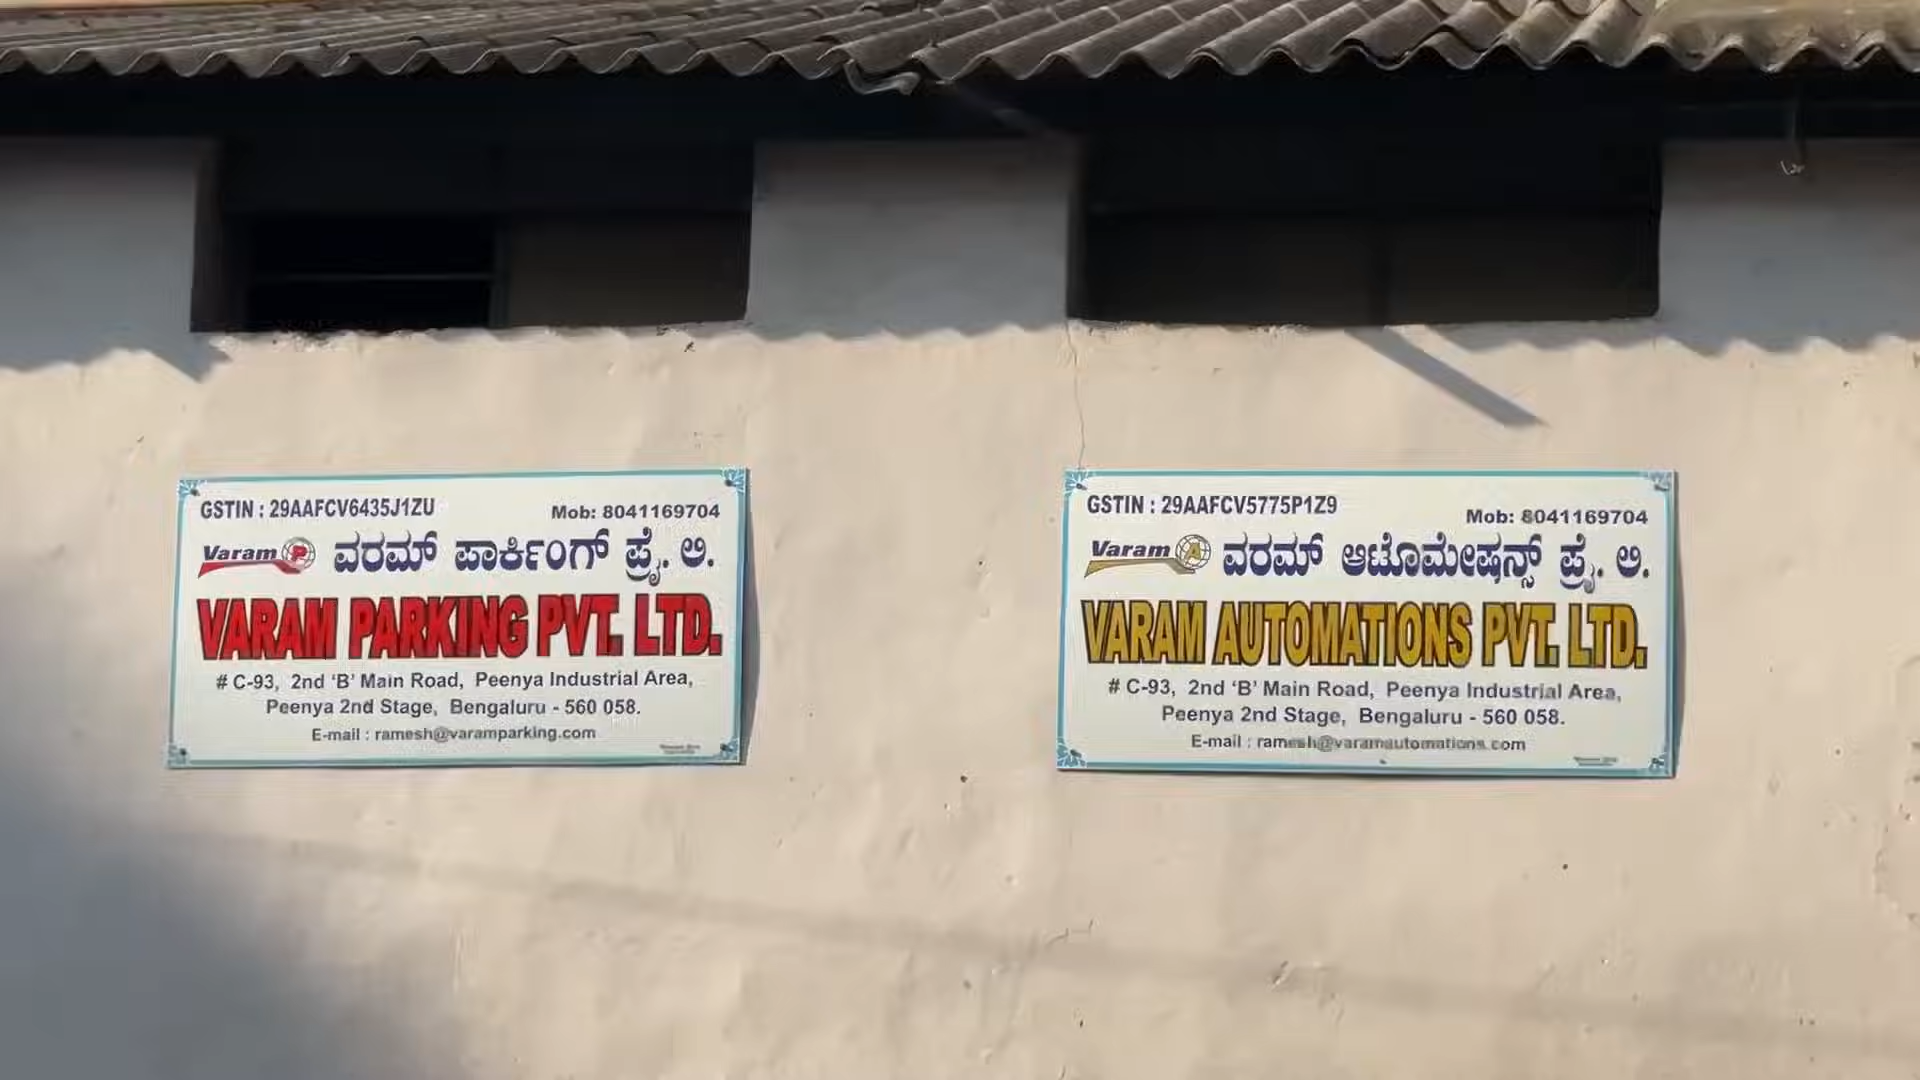 GSTIN : 29AAFCV6435J1ZU Mob: 8041169704
Varam P ವರಮ್ ಪಾರ್ಕಿಂಗ್ ಪ್ರೈ. ಲಿ.
VARAM PARKING PVT. LTD.
# C-93, 2nd ‘B’ Main Road, Peenya Industrial Area,
Peenya 2nd Stage, Bengaluru - 560 058.
E-mail : ramesh@varamparking.com
GSTIN : 29AAFCV5775P1Z9 Mob: 8041169704
Varam A ವರಮ್ ಆಟೊಮೇಷನ್ಸ್ ಪ್ರೈ. ಲಿ.
VARAM AUTOMATIONS PVT. LTD.
# C-93, 2nd ‘B’ Main Road, Peenya Industrial Area,
Peenya 2nd Stage, Bengaluru - 560 058.
E-mail : ramesh@varamautomations.com